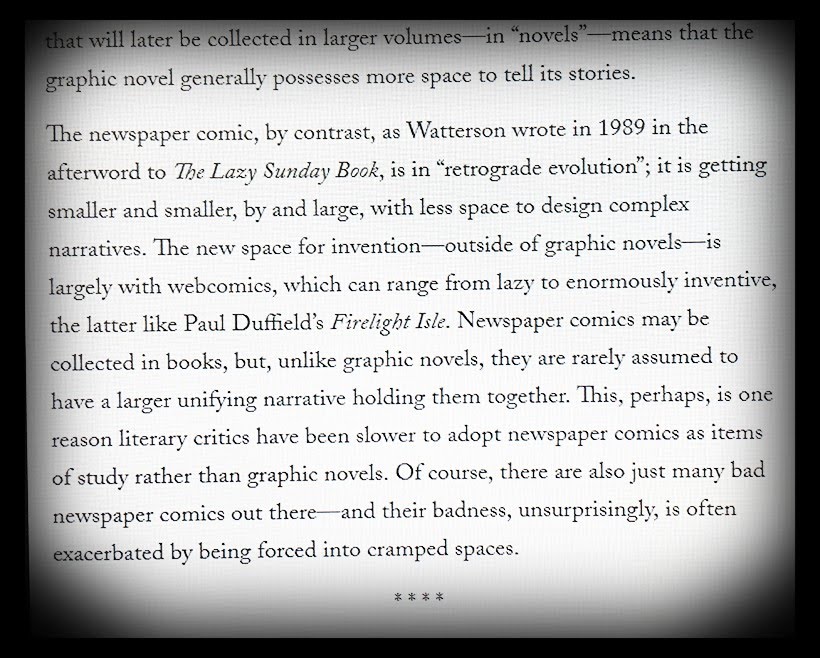 that will later be collected in larger volumes—in “novels”—means that the
graphic novel generally possesses more space to tell its stories.
The newspaper comic, by contrast, as Watterson wrote in 1989 in the
afterword to The Lazy Sunday Book, is in “retrograde evolution”; it is getting
smaller and smaller, by and large, with less space to design complex
narratives. The new space for invention—outside of graphic novels—is
largely with webcomics, which can range from lazy to enormously inventive,
the latter like Paul Duffield’s Firelight Isle. Newspaper comics may be
collected in books, but, unlike graphic novels, they are rarely assumed to
have a larger unifying narrative holding them together. This, perhaps, is one
reason literary critics have been slower to adopt newspaper comics as items
of study rather than graphic novels. Of course, there are also just many bad
newspaper comics out there—and their badness, unsurprisingly, is often
exacerbated by being forced into cramped spaces.
****